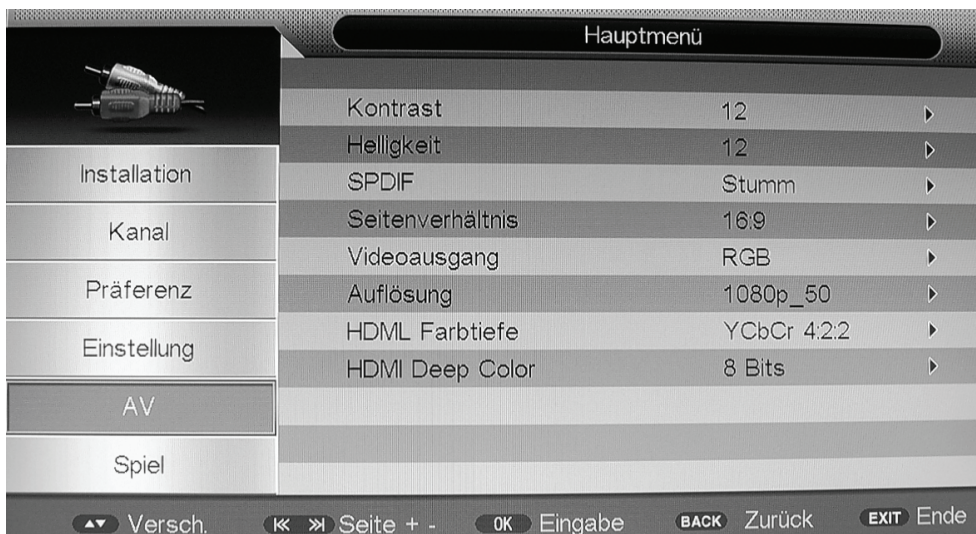 Hauptmenü
Installation
Kanal
Präferenz
Einstellung
AV
Spiel
Kontrast 12
Helligkeit 12
SPDIF Stumm
Seitenverhältnis 16:9
Videoausgang RGB
Auflösung 1080p_50
HDML Farbtiefe YCbCr 4:2:2
HDMI Deep Color 8 Bits
Versch. Seite + - OK Eingabe BACK Zurück EXIT Ende